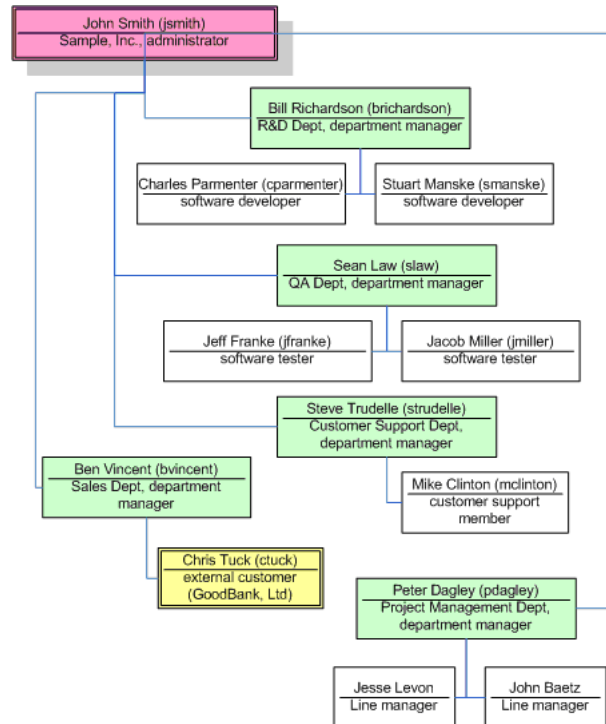 John Smith (jsmith)
Sample, Inc., administrator
Bill Richardson (brichardson)
R&D Dept, department manager
Charles Parmenter (cparmenter)
software developer
Stuart Manske (smanske)
software developer
Sean Law (slaw)
QA Dept, department manager
Jeff Franke (jfranke)
software tester
Jacob Miller (jmiller)
software tester
Steve Trudelle (strudelle)
Customer Support Dept,
department manager
Ben Vincent (bvincent)
Sales Dept, department
manager
Mike Clinton (mclinton)
customer support
member
Chris Tuck (ctuck)
external customer
(GoodBank, Ltd)
Peter Dagley (pdagley)
Project Management Dept,
department manager
Jesse Levon
Line manager
John Baetz
Line manager